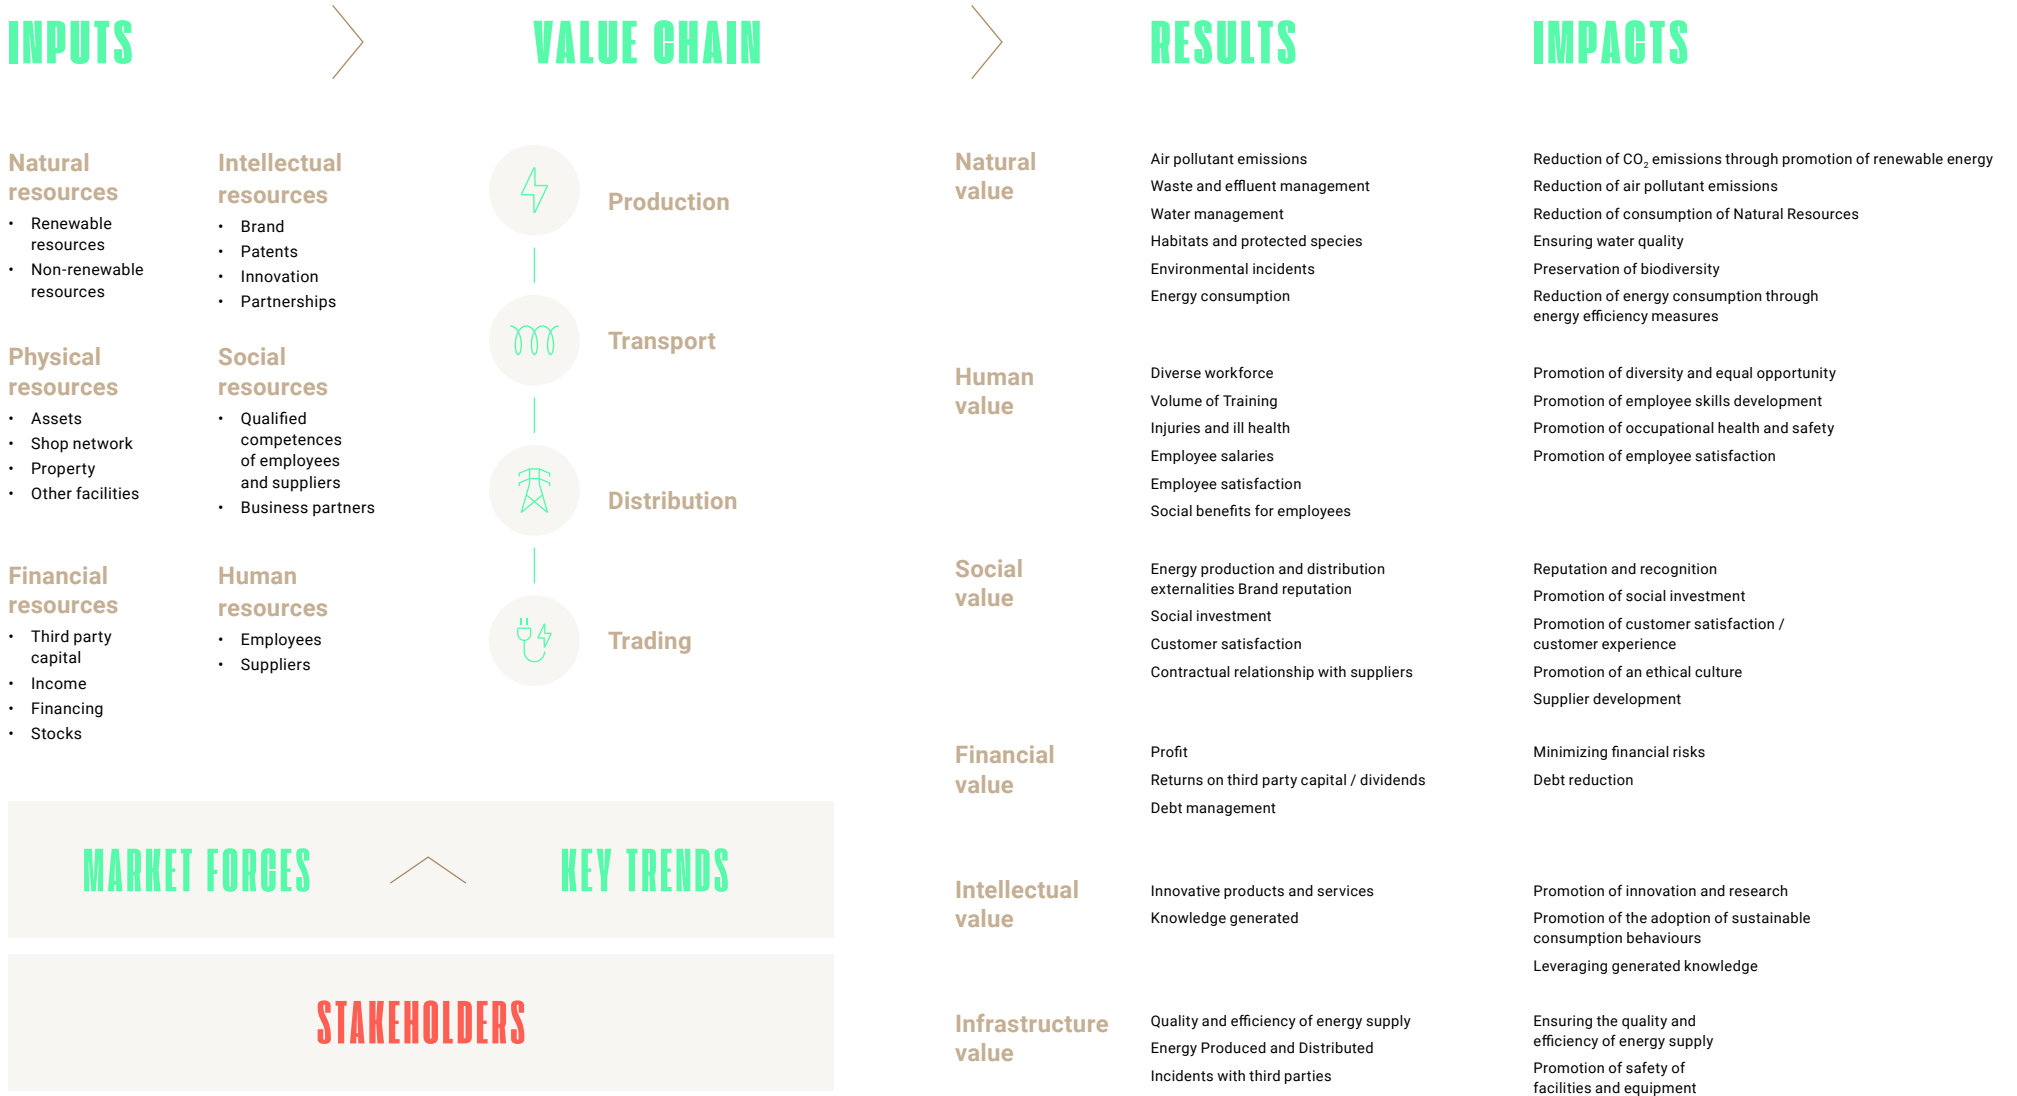 INPUTS
VALUE CHAIN
RESULTS
IMPACTS
Natural
resources
• Renewable
resources
• Non-renewable
resources
Intellectual
resources
• Brand
• Patents
• Innovation
• Partnerships
Physical
resources
• Assets
• Shop network
• Property
• Other facilities
Social
resources
• Qualified
competences
of employees
and suppliers
• Business partners
Financial
resources
• Third party
capital
• Income
• Financing
• Stocks
Human
resources
• Employees
• Suppliers
Production
Transport
Distribution
Trading
MARKET FORCES
KEY TRENDS
STAKEHOLDERS
Natural
value
Air pollutant emissions
Waste and effluent management
Water management
Habitats and protected species
Environmental incidents
Energy consumption
Reduction of CO₂ emissions through promotion of renewable energy
Reduction of air pollutant emissions
Reduction of consumption of Natural Resources
Ensuring water quality
Preservation of biodiversity
Reduction of energy consumption through
energy efficiency measures
Human
value
Diverse workforce
Volume of Training
Injuries and ill health
Employee salaries
Employee satisfaction
Social benefits for employees
Promotion of diversity and equal opportunity
Promotion of employee skills development
Promotion of occupational health and safety
Promotion of employee satisfaction
Social
value
Energy production and distribution
externalities Brand reputation
Social investment
Customer satisfaction
Contractual relationship with suppliers
Reputation and recognition
Promotion of social investment
Promotion of customer satisfaction /
customer experience
Promotion of an ethical culture
Supplier development
Financial
value
Profit
Returns on third party capital / dividends
Debt management
Minimizing financial risks
Debt reduction
Intellectual
value
Innovative products and services
Knowledge generated
Promotion of innovation and research
Promotion of the adoption of sustainable
consumption behaviours
Leveraging generated knowledge
Infrastructure
value
Quality and efficiency of energy supply
Energy Produced and Distributed
Incidents with third parties
Ensuring the quality and
efficiency of energy supply
Promotion of safety of
facilities and equipment